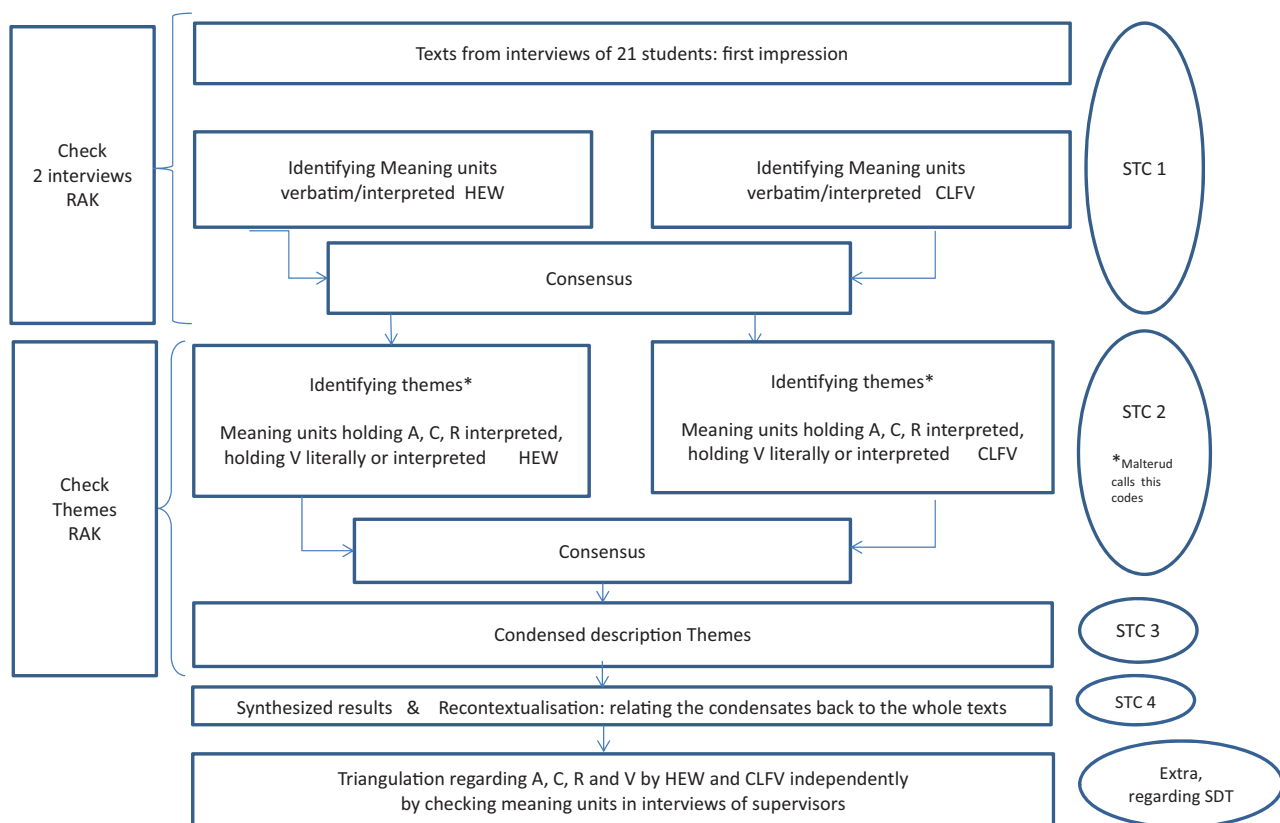 Texts from interviews of 21 students: first impression
Check
2 interviews
RAK
Identifying Meaning units
verbatim/interpreted HEW
Identifying Meaning units
verbatim/interpreted CLFV
STC 1
Consensus
Check
Themes
RAK
Identifying themes*
Meaning units holding A, C, R interpreted,
holding V literally or interpreted HEW
Identifying themes*
Meaning units holding A, C, R interpreted,
holding V literally or interpreted CLFV
STC 2
*Malterud
calls this
codes
Consensus
Condensed description Themes
STC 3
Synthesized results & Recontextualisation: relating the condensates back to the whole texts
STC 4
Triangulation regarding A, C, R and V by HEW and CLFV independently
by checking meaning units in interviews of supervisors
Extra,
regarding SDT